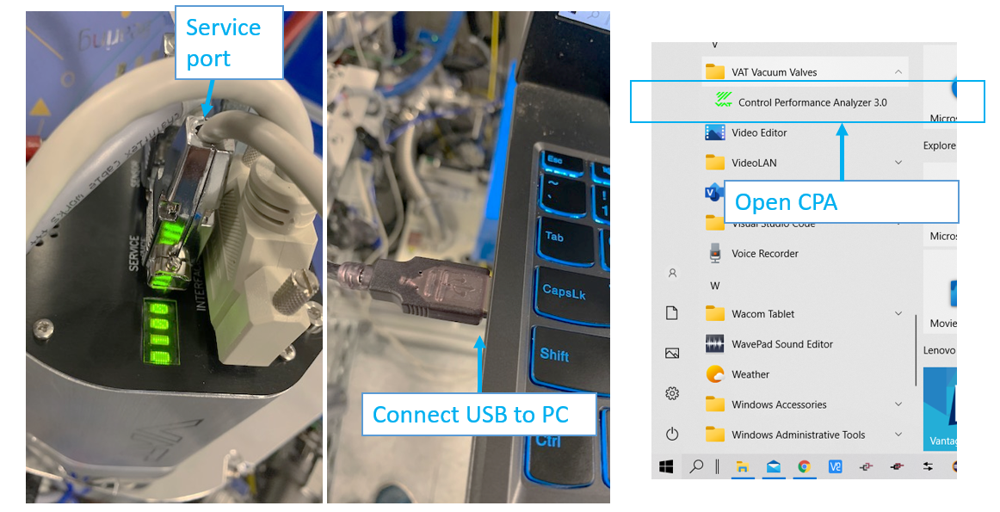 Service
port
SERVICE
INTERFA
Esc
~
`
!
1
Tab
CapsLk
Shift
Ctrl
Connect USB to PC
V
VAT Vacuum Valves
VAT
Control Performance Analyzer 3.0
Video Editor
VideoLAN
Open CPA
Visual Studio Code
Voice Recorder
W
Wacom Tablet
WavePad Sound Editor
Weather
Windows Accessories
Windows Administrative Tools
Micros
Explore
Micros
Movie
Lenovo
Vantag